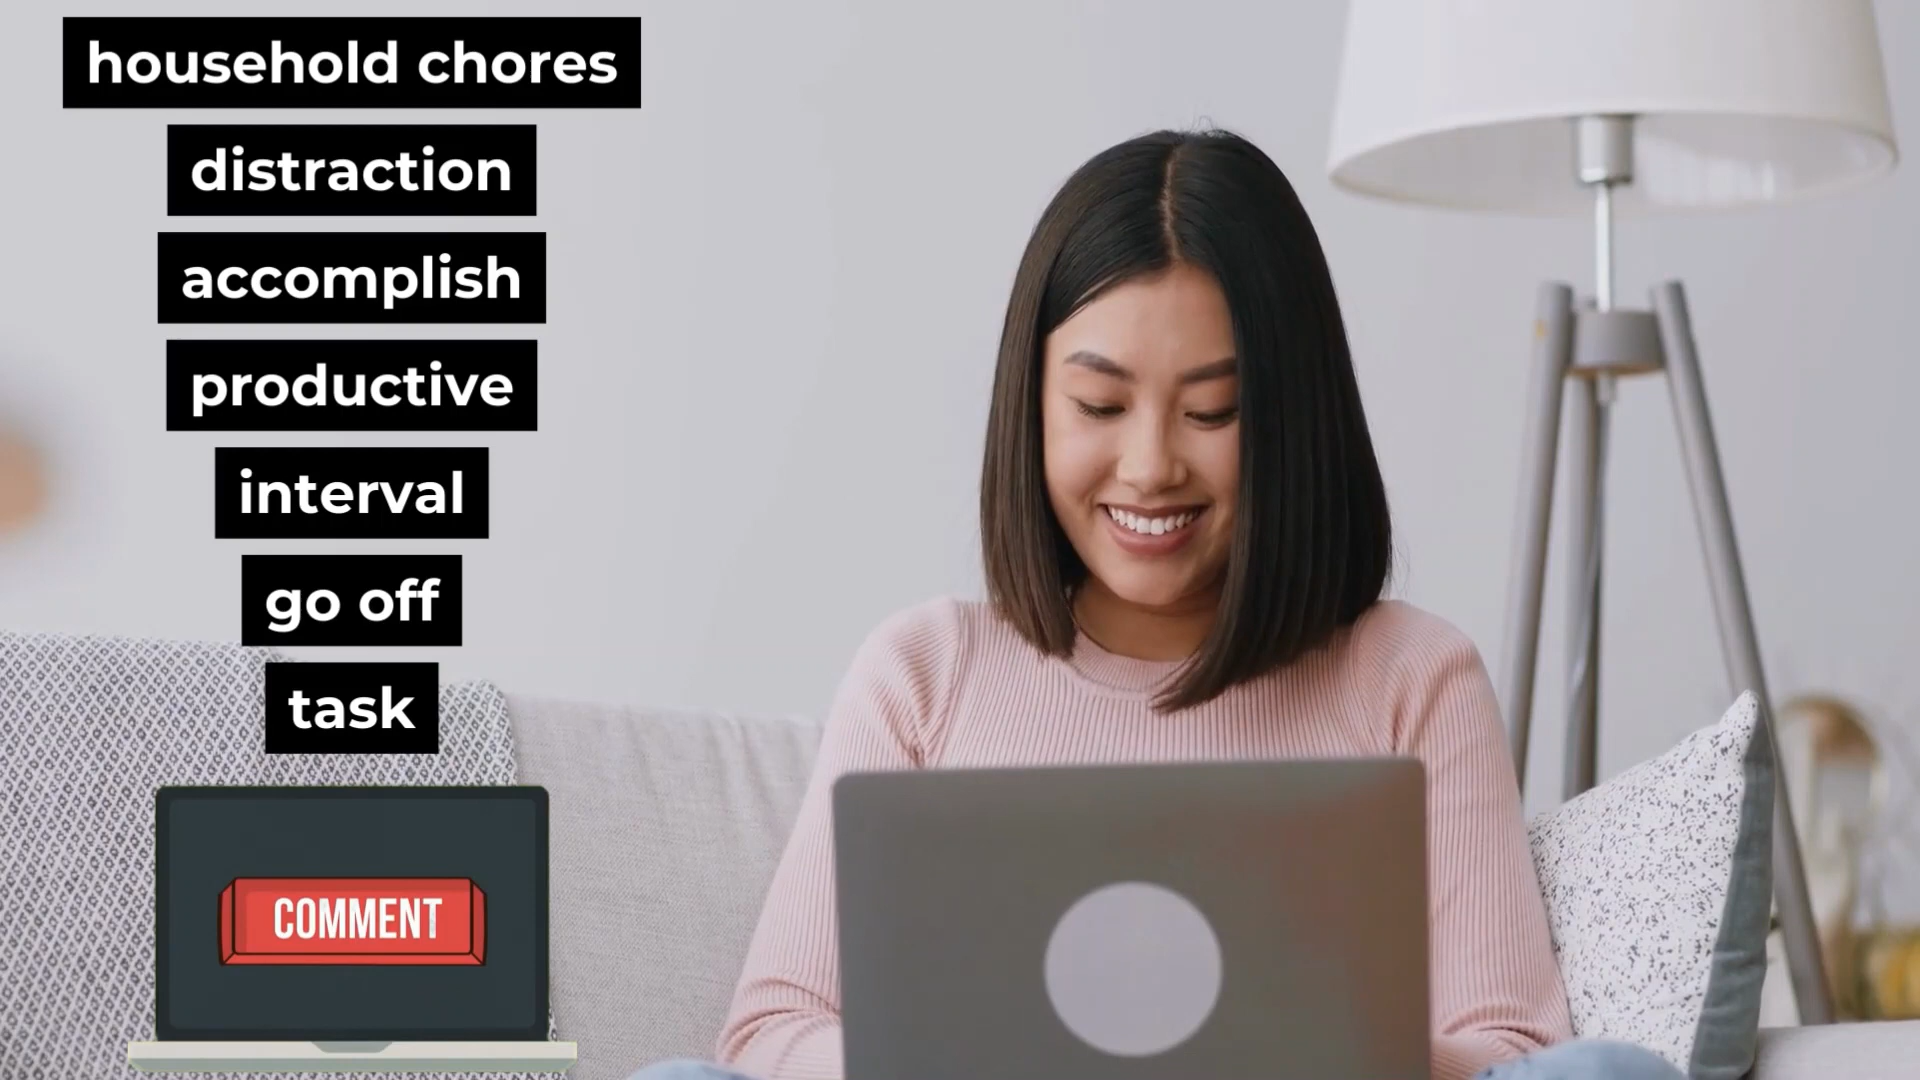 household chores
distraction
accomplish
productive
interval
go off
task
COMMENT